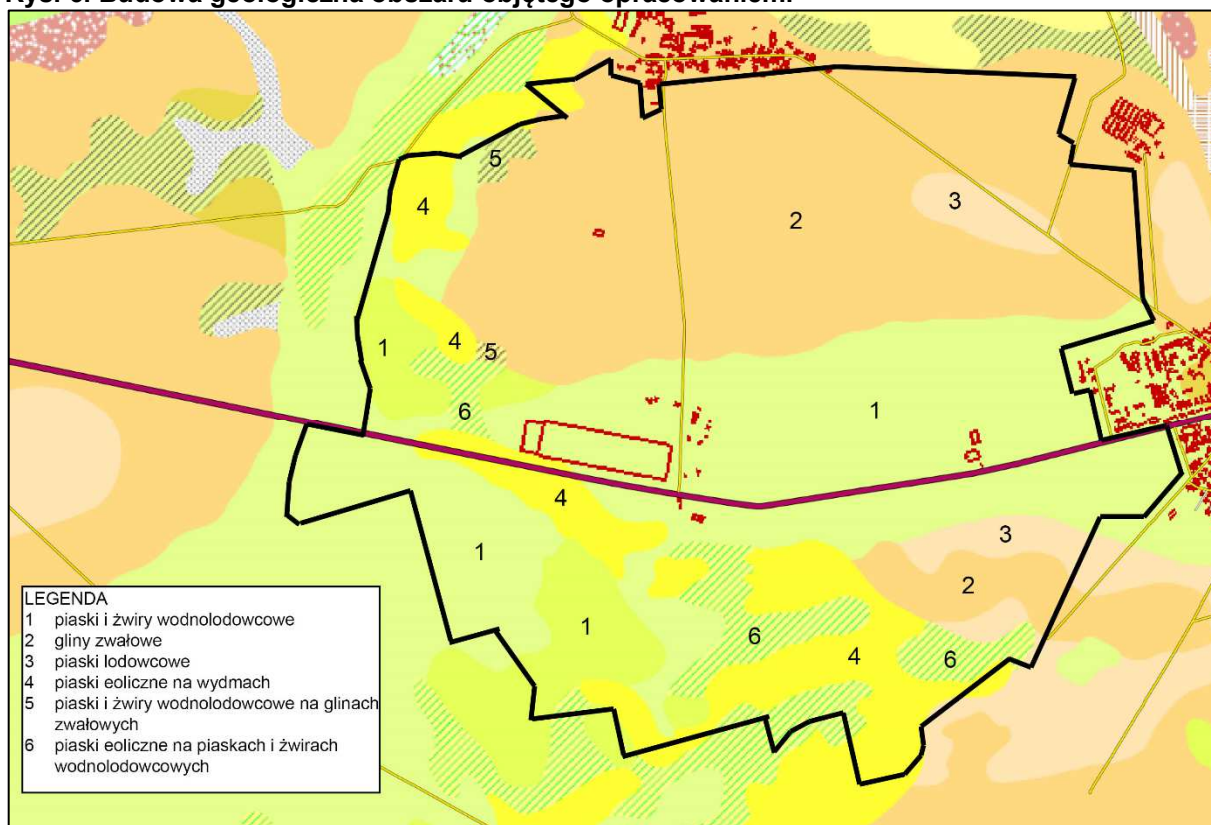 Rys. 3. Budowa geologiczna obszaru objętego opracowaniem.
5
4
3
2
4
1
5
6
1
4
1
3
2
1
6
4
6
LEGENDA
1 piaski i żwiry wodnolodowcowe
2 gliny zwałowe
3 piaski lodowcowe
4 piaski eoliczne na wydmach
5 piaski i żwiry wodnolodowcowe na glinach
zwałowych
6 piaski eoliczne na piaskach i żwirach
wodnolodowcowych